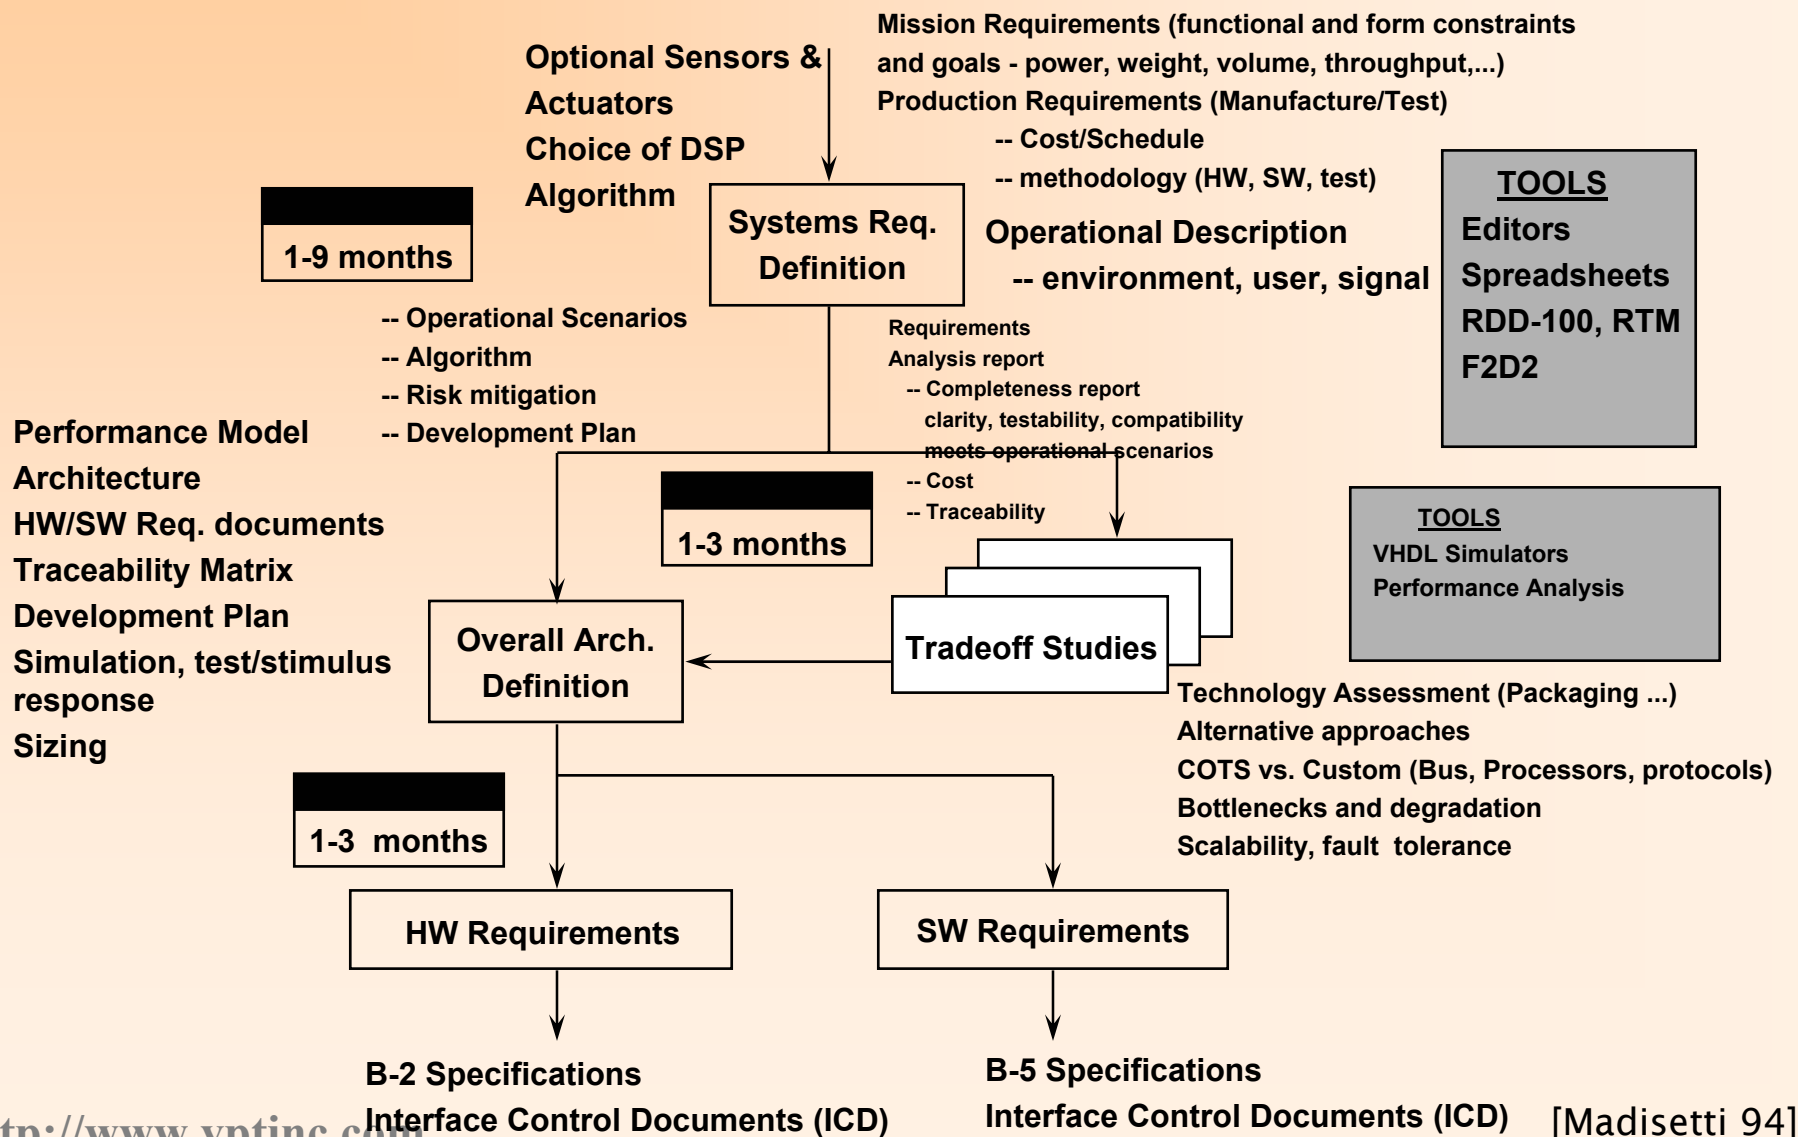 Mission Requirements (functional and form constraints
and goals - power, weight, volume, throughput,...)
Production Requirements (Manufacture/Test)
-- Cost/Schedule
-- methodology (HW, SW, test)
Optional Sensors &
Actuators
Choice of DSP
Algorithm
Systems Req.
Definition
Operational Description
-- environment, user, signal
TOOLS
Editors
Spreadsheets
RDD-100, RTM
F2D2
1-9 months
-- Operational Scenarios
-- Algorithm
-- Risk mitigation
-- Development Plan
Requirements
Analysis report
-- Completeness report
clarity, testability, compatibility
meets operational scenarios
-- Cost
-- Traceability
Performance Model
Architecture
HW/SW Req. documents
Traceability Matrix
Development Plan
Simulation, test/stimulus
response
Sizing
1-3 months
TOOLS
VHDL Simulators
Performance Analysis
Overall Arch.
Definition
Tradeoff Studies
Technology Assessment (Packaging ...)
Alternative approaches
COTS vs. Custom (Bus, Processors, protocols)
Bottlenecks and degradation
Scalability, fault tolerance
1-3 months
HW Requirements
SW Requirements
B-2 Specifications
Interface Control Documents (ICD)
B-5 Specifications
Interface Control Documents (ICD)
[Madisetti 94]